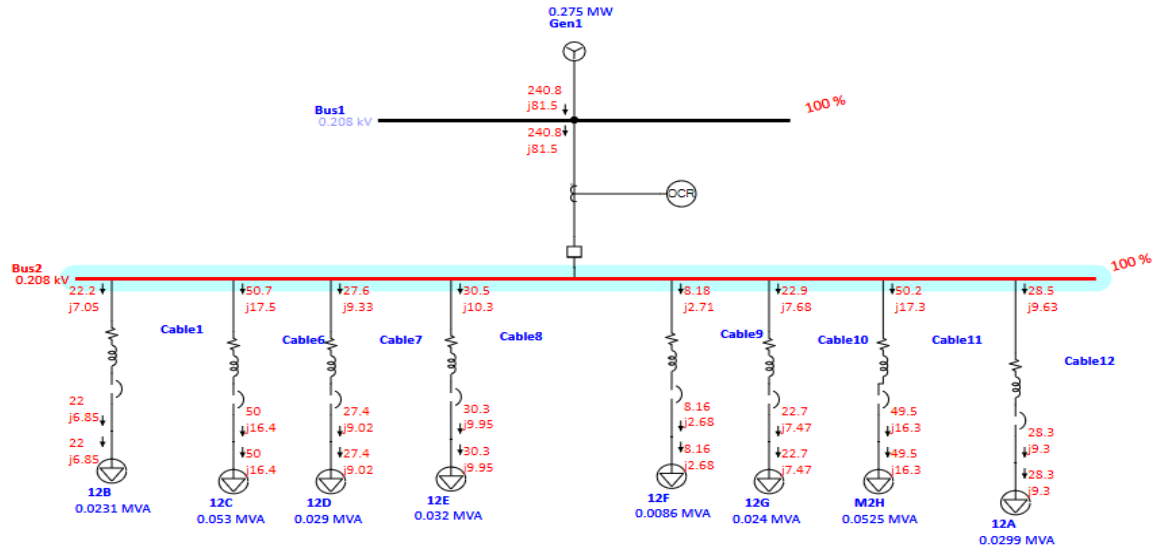 0.275 MW
Gen1
240.8
j81.5
Bus1
0.208 kV
100 %
240.8
j81.5
OCR
Bus2
0.208 kV
100 %
22.2
j7.05
50.7
j17.5
27.6
j9.33
30.5
j10.3
8.18
j2.71
22.9
j7.68
50.2
j17.3
28.5
j9.63
Cable1
Cable6
Cable7
Cable8
Cable9
Cable10
Cable11
Cable12
22
j6.85
50
j16.4
27.4
j9.02
30.3
j9.95
8.16
j2.68
22.7
j7.47
49.5
j16.3
28.3
j9.3
22
j6.85
50
j16.4
27.4
j9.02
30.3
j9.95
8.16
j2.68
22.7
j7.47
49.5
j16.3
28.3
j9.3
12B
0.0231 MVA
12C
0.053 MVA
12D
0.029 MVA
12E
0.032 MVA
12F
0.0086 MVA
12G
0.024 MVA
M2H
0.0525 MVA
12A
0.0299 MVA